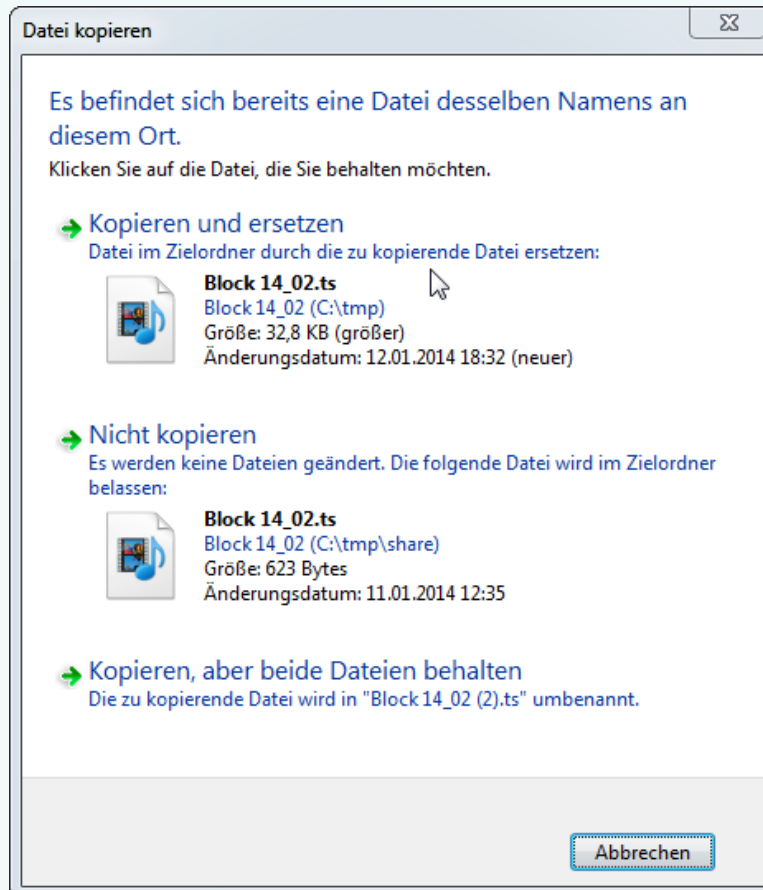 Datei kopieren
Es befindet sich bereits eine Datei desselben Namens an
diesem Ort.
Klicken Sie auf die Datei, die Sie behalten möchten.
Kopieren und ersetzen
Datei im Zielordner durch die zu kopierende Datei ersetzen:
Block 14_02.ts
Block 14_02 (C:\tmp)
Größe: 32,8 KB (größer)
Änderungsdatum: 12.01.2014 18:32 (neuer)
Nicht kopieren
Es werden keine Dateien geändert. Die folgende Datei wird im Zielordner
belassen:
Block 14_02.ts
Block 14_02 (C:\tmp\share)
Größe: 623 Bytes
Änderungsdatum: 11.01.2014 12:35
Kopieren, aber beide Dateien behalten
Die zu kopierende Datei wird in "Block 14_02 (2).ts" umbenannt.
Abbrechen